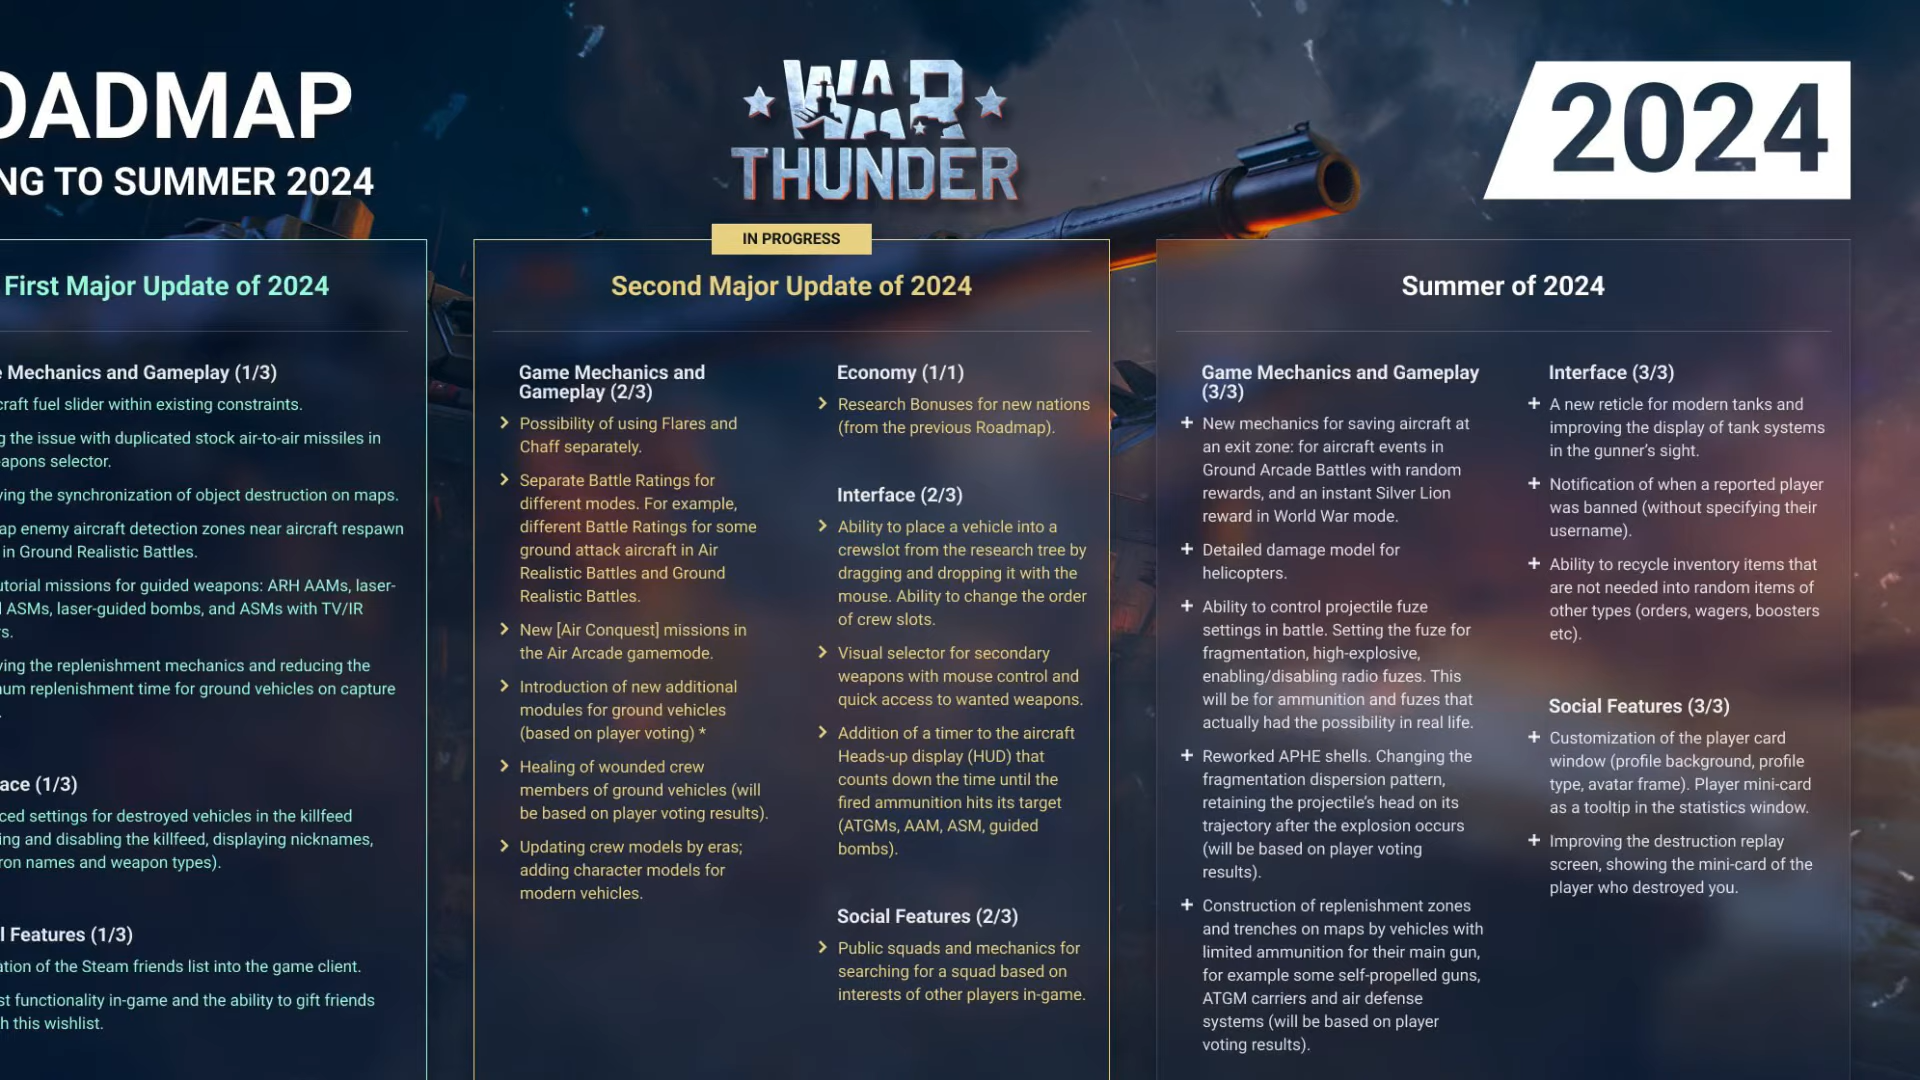 OADMAP
NG TO SUMMER 2024
WAR
THUNDER
2024
First Major Update of 2024
Mechanics and Gameplay (1/3)
fuel slider within existing constraints.
the issue with duplicated stock air-to-air missiles in
selector.
the synchronization of object destruction on maps.
enemy aircraft detection zones near aircraft respawn
in Ground Realistic Battles.
missions for guided weapons: ARH AAMs, laser-
ASMs, laser-guided bombs, and ASMs with TV/IR
the replenishment mechanics and reducing the
replenishment time for ground vehicles on capture
ace (1/3)
settings for destroyed vehicles in the killfeed
and disabling the killfeed, displaying nicknames,
names and weapon types).
l Features (1/3)
of the Steam friends list into the game client.
functionality in-game and the ability to gift friends
this wishlist.
IN PROGRESS
Second Major Update of 2024
Game Mechanics and
Gameplay (2/3)
Possibility of using Flares and
Chaff separately.
Separate Battle Ratings for
different modes. For example,
different Battle Ratings for some
ground attack aircraft in Air
Realistic Battles and Ground
Realistic Battles.
New [Air Conquest] missions in
the Air Arcade gamemode.
Introduction of new additional
modules for ground vehicles
(based on player voting) *
Healing of wounded crew
members of ground vehicles (will
be based on player voting results).
Updating crew models by eras;
adding character models for
modern vehicles.
Economy (1/1)
Research Bonuses for new nations
(from the previous Roadmap).
Interface (2/3)
Ability to place a vehicle into a
crewslot from the research tree by
dragging and dropping it with the
mouse. Ability to change the order
of crew slots.
Visual selector for secondary
weapons with mouse control and
quick access to wanted weapons.
Addition of a timer to the aircraft
Heads-up display (HUD) that
counts down the time until the
fired ammunition hits its target
(ATGMs, AAM, ASM, guided
bombs).
Social Features (2/3)
Public squads and mechanics for
searching for a squad based on
interests of other players in-game.
Summer of 2024
Game Mechanics and Gameplay
(3/3)
+ New mechanics for saving aircraft at
an exit zone: for aircraft events in
Ground Arcade Battles with random
rewards, and an instant Silver Lion
reward in World War mode.
+ Detailed damage model for
helicopters.
+ Ability to control projectile fuze
settings in battle. Setting the fuze for
fragmentation, high-explosive,
enabling/disabling radio fuzes. This
will be for ammunition and fuzes that
actually had the possibility in real life.
+ Reworked APHE shells. Changing the
fragmentation dispersion pattern,
retaining the projectile's head on its
trajectory after the explosion occurs
(will be based on player voting
results).
+ Construction of replenishment zones
and trenches on maps by vehicles with
limited ammunition for their main gun,
for example some self-propelled guns,
ATGM carriers and air defense
systems (will be based on player
voting results).
Interface (3/3)
+ A new reticle for modern tanks and
improving the display of tank systems
in the gunner's sight.
+ Notification of when a reported player
was banned (without specifying their
username).
+ Ability to recycle inventory items that
are not needed into random items of
other types (orders, wagers, boosters
etc).
Social Features (3/3)
+ Customization of the player card
window (profile background, profile
type, avatar frame). Player mini-card
as a tooltip in the statistics window.
+ Improving the destruction replay
screen, showing the mini-card of the
player who destroyed you.